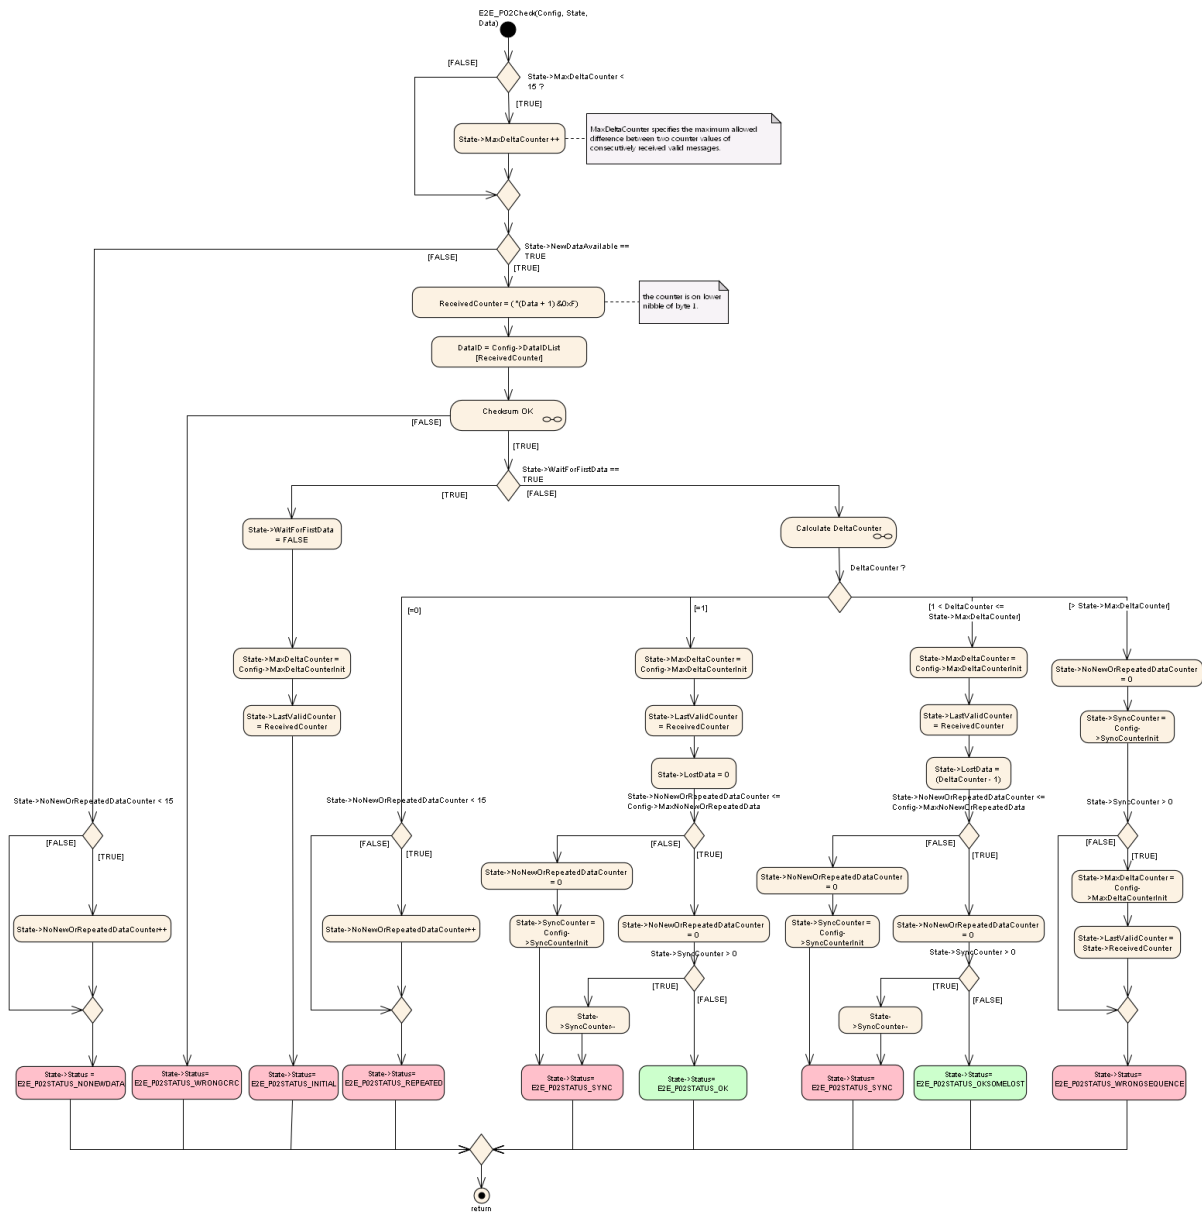 E2E_P02Check(Config, State,
Data)
[FALSE]
State->MaxDeltaCounter <
15 ?
[TRUE]
State->MaxDeltaCounter ++
MaxDeltaCounter specifies the maximum allowed
difference between two counter values of
consecutively received valid messages.
State->NewDataAvailable ==
TRUE
[FALSE]
[TRUE]
ReceivedCounter = ( *(Data + 1) &0xF)
the counter is on lower
nibble of byte 1.
DataID = Config->DataIDList
[ReceivedCounter]
Checksum OK
[FALSE]
[TRUE]
State->WaitForFirstData ==
TRUE
[TRUE]
[FALSE]
State->WaitForFirstData
= FALSE
Calculate DeltaCounter
DeltaCounter ?
[=0]
[=1]
[1 < DeltaCounter <=
State->MaxDeltaCounter]
[> State->MaxDeltaCounter]
State->MaxDeltaCounter =
Config->MaxDeltaCounterInit
State->MaxDeltaCounter =
Config->MaxDeltaCounterInit
State->MaxDeltaCounter =
Config->MaxDeltaCounterInit
State->NoNewOrRepeatedDataCounter
= 0
State->LastValidCounter
= ReceivedCounter
State->LastValidCounter
= ReceivedCounter
State->LastValidCounter
= ReceivedCounter
State->SyncCounter =
Config-
>SyncCounterInit
State->LostData = 0
State->LostData =
(DeltaCounter - 1)
State->NoNewOrRepeatedDataCounter < 15
State->NoNewOrRepeatedDataCounter < 15
State->NoNewOrRepeatedDataCounter <=
Config->MaxNoNewOrRepeatedData
State->NoNewOrRepeatedDataCounter <=
Config->MaxNoNewOrRepeatedData
State->SyncCounter > 0
[FALSE]
[TRUE]
[FALSE]
[TRUE]
[FALSE]
[TRUE]
[FALSE]
[TRUE]
[FALSE]
[TRUE]
State->NoNewOrRepeatedDataCounter
= 0
State->NoNewOrRepeatedDataCounter
= 0
State->MaxDeltaCounter =
Config-
>MaxDeltaCounterInit
State->NoNewOrRepeatedDataCounter++
State->NoNewOrRepeatedDataCounter++
State->SyncCounter =
Config-
>SyncCounterInit
State->NoNewOrRepeatedDataCounter
= 0
State->SyncCounter =
Config-
>SyncCounterInit
State->NoNewOrRepeatedDataCounter
= 0
State->LastValidCounter =
State->ReceivedCounter
State->SyncCounter > 0
State->SyncCounter > 0
[TRUE]
[FALSE]
[TRUE]
[FALSE]
State-
>SyncCounter--
State-
>SyncCounter--
State->Status =
E2E_P02STATUS_NONEWDATA
State->Status=
E2E_P02STATUS_WRONGCRC
State->Status=
E2E_P02STATUS_INITIAL
State->Status=
E2E_P02STATUS_REPEATED
State->Status=
E2E_P02STATUS_SYNC
State->Status=
E2E_P02STATUS_OK
State->Status=
E2E_P02STATUS_SYNC
State->Status=
E2E_P02STATUS_OKSOMELOST
State->Status=
E2E_P02STATUS_WRONGSEQUENCE
return